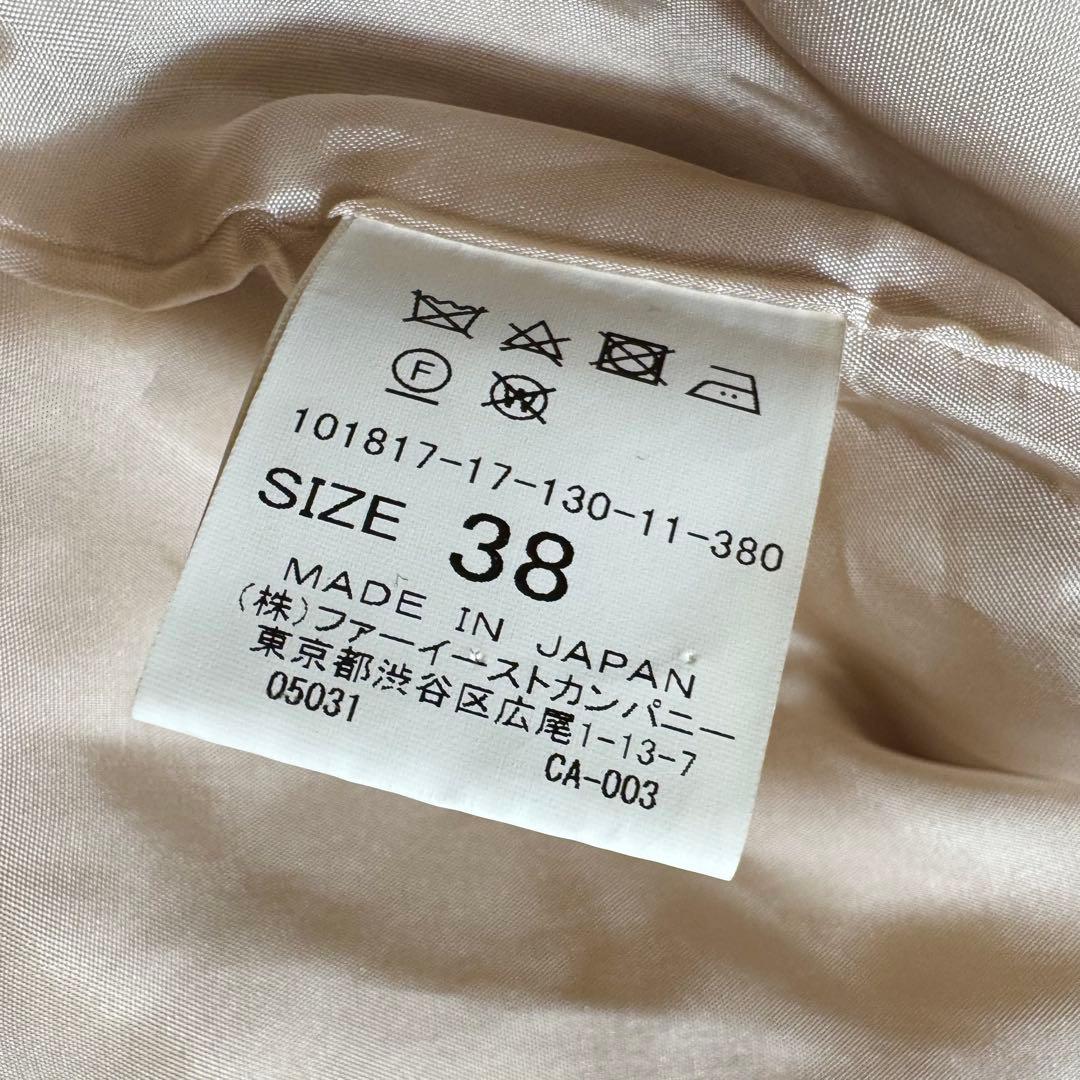 F
W
101817-17-130-11-380
SIZE 38
MADE IN JAPAN
(株)ファーイーストカンパニー
東京都渋谷区広尾1-13-7
05031
CA-003